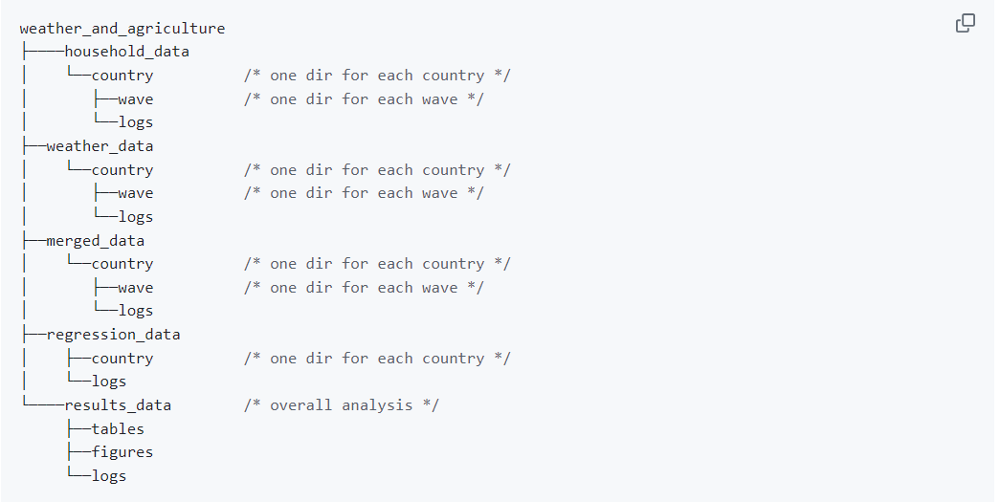 weather_and_agriculture
├────household_data
│    └──country          /* one dir for each country */
│       ├──wave          /* one dir for each wave */
│       └──logs
├──weather_data
│    └──country          /* one dir for each country */
│       ├──wave          /* one dir for each wave */
│       └──logs
├──merged_data
│    └──country          /* one dir for each country */
│       ├──wave          /* one dir for each wave */
│       └──logs
├──regression_data
│    ├──country          /* one dir for each country */
│    └──logs
└────results_data        /* overall analysis */
     ├──tables
     ├──figures
     └──logs